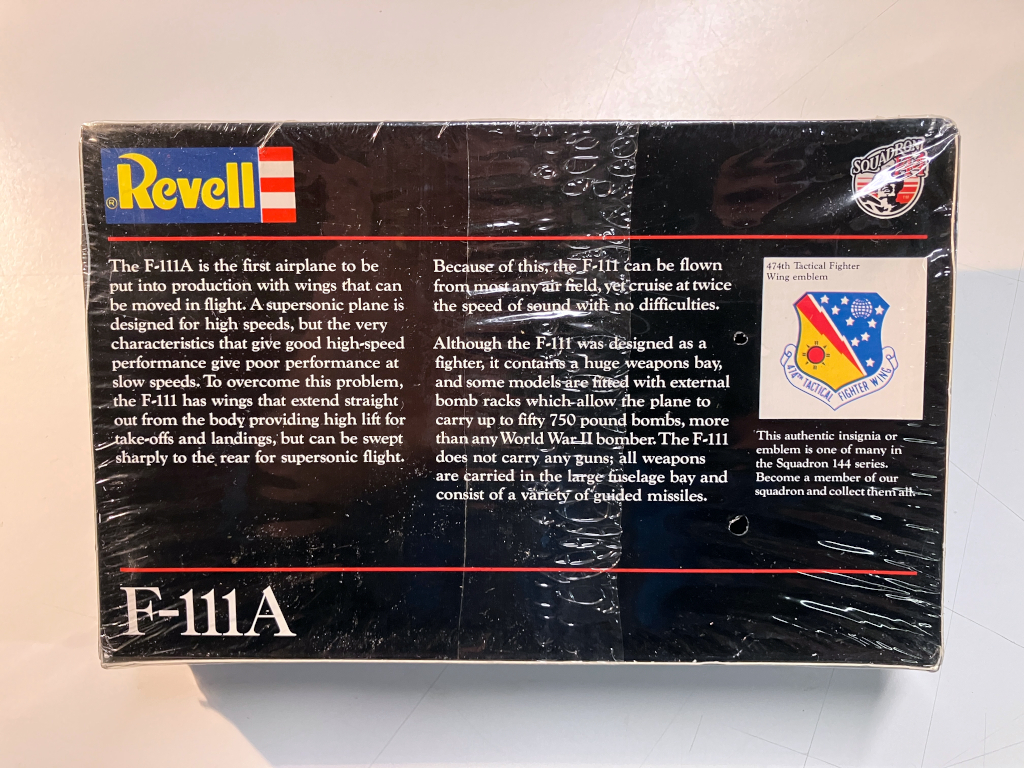 ® Revell
SQUADRON
144
The F-111A is the first airplane to be
put into production with wings that can
be moved in flight. A supersonic plane is
designed for high speeds, but the very
characteristics that give good high-speed
performance give poor performance at
slow speeds. To overcome this problem,
the F-111 has wings that extend straight
out from the body providing high lift for
take-offs and landings, but can be swept
sharply to the rear for supersonic flight.
Because of this, the F-111 can be flown
from most any air field, yet cruise at twice
the speed of sound with no difficulties.
Although the F-111 was designed as a
fighter, it contains a huge weapons bay,
and some models are fitted with external
bomb racks which allow the plane to
carry up to fifty 750 pound bombs, more
than any World War II bomber. The F-111
does not carry any guns; all weapons
are carried in the large fuselage bay and
consist of a variety of guided missiles.
474th Tactical Fighter
Wing emblem
474TH TACTICAL FIGHTER WING
This authentic insignia or
emblem is one of many in
the Squadron 144 series.
Become a member of our
squadron and collect them all.
F-111A